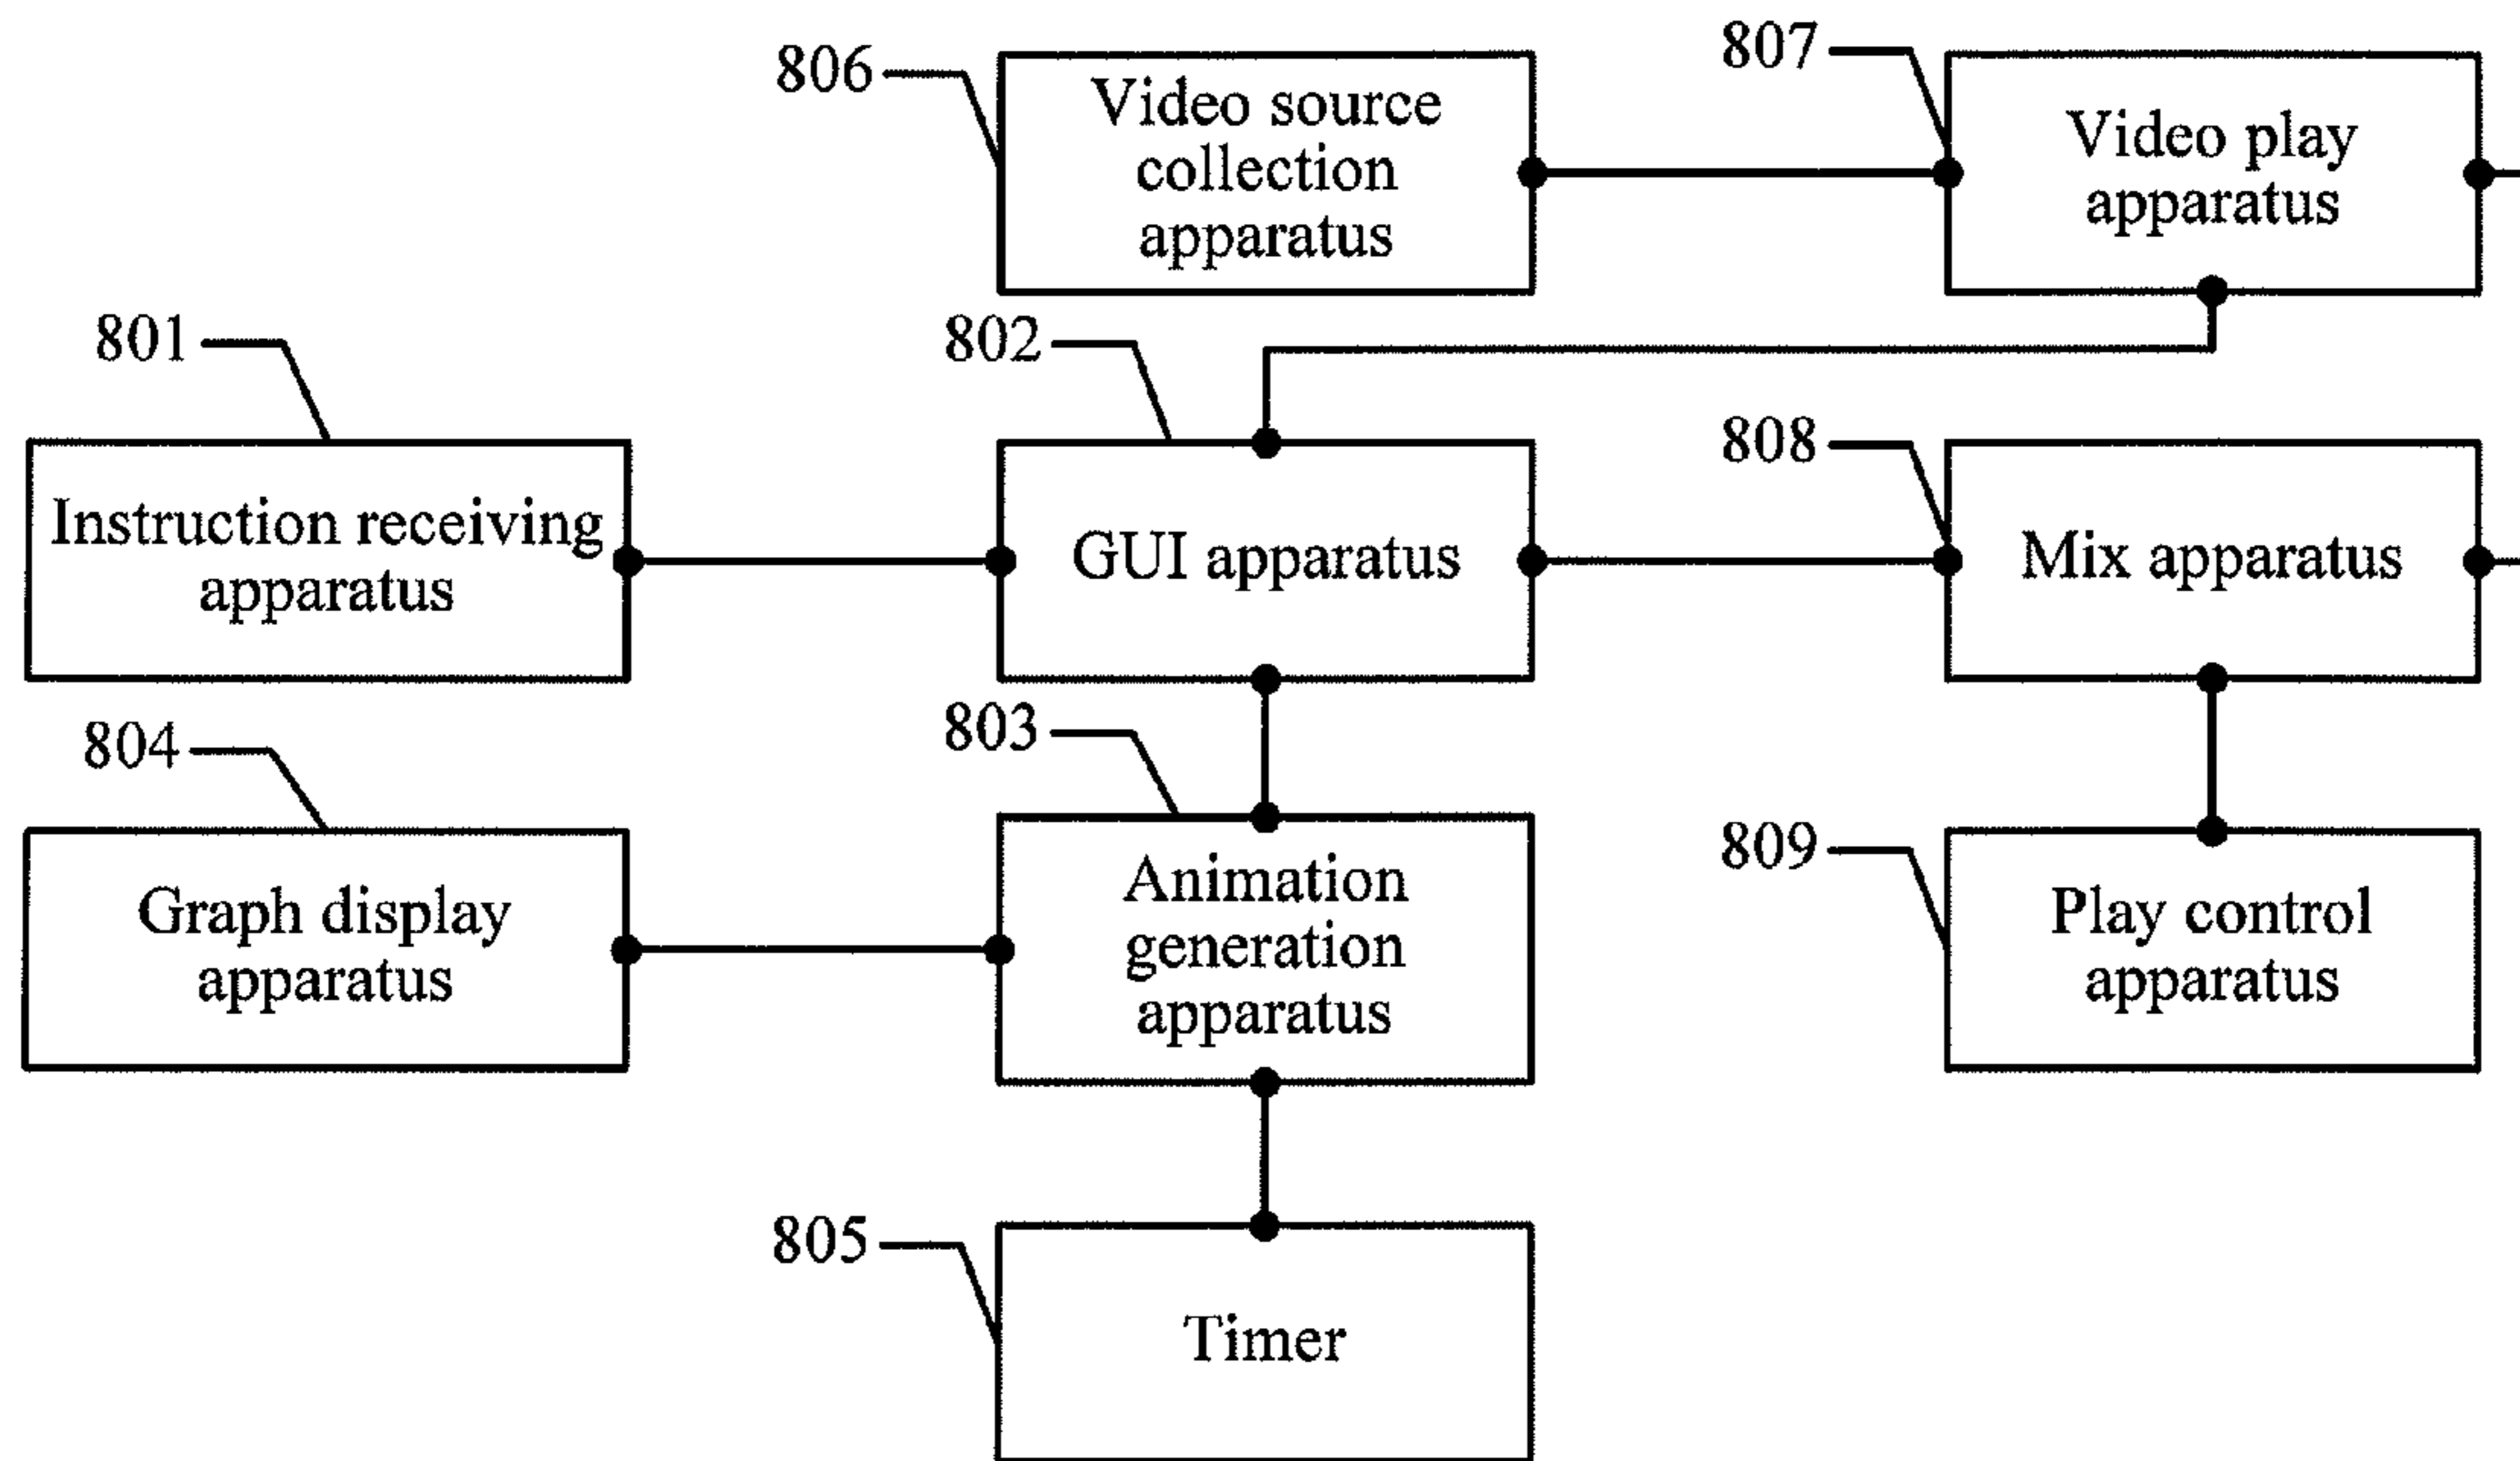 806
Video source
collection
apparatus
807
Video play
apparatus
801
Instruction receiving
apparatus
802
GUI apparatus
808
Mix apparatus
804
Graph display
apparatus
803
Animation
generation
apparatus
809
Play control
apparatus
805
Timer